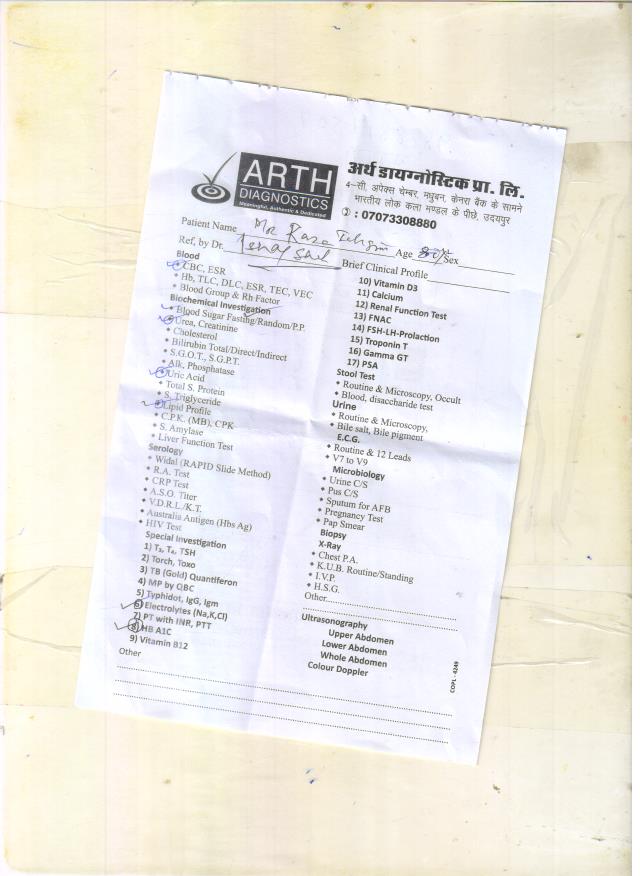 ARTH
DIAGNOSTICS
Meaningful, Authentic & Dedicated
अर्थ डायग्नोस्टिक प्रा. लि.
4-सी, अपेक्स चेम्बर, मधुबन, केनरा बैंक के सामने
भारतीय लोक कला मण्डल के पीछे, उदयपुर
: 07073308880
Patient Name Mr Age Sex
Ref, by Dr. Brief Clinical Profile
Blood
CBC, ESR
Hb, TLC, DLC, ESR, TEC, VEC
Blood Group & Rh Factor
Biochemical Investigation
Blood Sugar Fasting/Random/P.P.
Urea, Creatinine
Cholesterol
Bilirubin Total/Direct/Indirect
S.G.O.T., S.G.P.T.
Alk, Phosphatase
Uric Acid
Total S. Protein
S. Triglyceride
Lipid Profile
C.P.K. (MB), CPK
S. Amylase
Liver Function Test
Serology
Widal (RAPID Slide Method)
R.A. Test
CRP Test
A.S.O. Titer
V.D.R.L./K.T.
Australia Antigen (Hbs Ag)
HIV Test
Special Investigation
1) T₃, T₄, TSH
2) Torch, Toxo
3) TB (Gold) Quantiferon
4) MP by QBC
5) Typhidot, IgG, Igm
6) Electrolytes (Na,K,Cl)
7) PT with INR, PTT
8) HB A1C
9) Vitamin B12
Other
10) Vitamin D3
11) Calcium
12) Renal Function Test
13) FNAC
14) FSH-LH-Prolaction
15) Troponin T
16) Gamma GT
17) PSA
Stool Test
Routine & Microscopy, Occult
Blood, disaccharide test
Urine
Routine & Microscopy,
Bile salt, Bile pigment
E.C.G.
Routine & 12 Leads
V7 to V9
Microbiology
Urine C/S
Pus C/S
Sputum for AFB
Pregnancy Test
Pap Smear
Biopsy
X-Ray
Chest P.A.
K.U.B. Routine/Standing
I.V.P.
H.S.G.
Other
Ultrasonography
Upper Abdomen
Lower Abdomen
Whole Abdomen
Colour Doppler
COPL - 4249